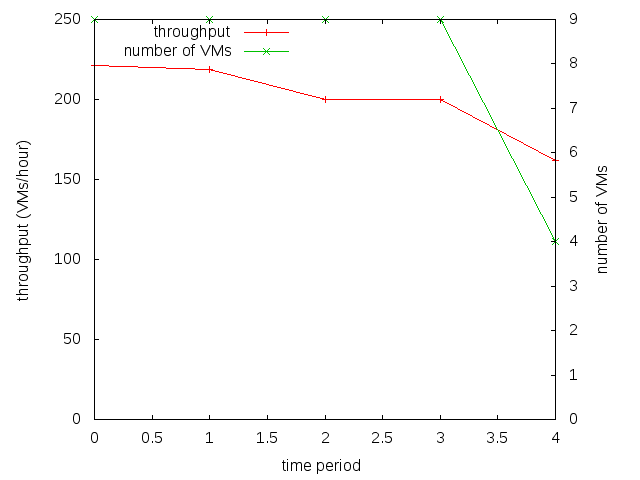 250
200
150
100
50
0
throughput (VMs/hour)
throughput
number of VMs
9
8
7
6
5
4
3
2
1
0
number of VMs
0 0.5 1 1.5 2 2.5 3 3.5 4
time period